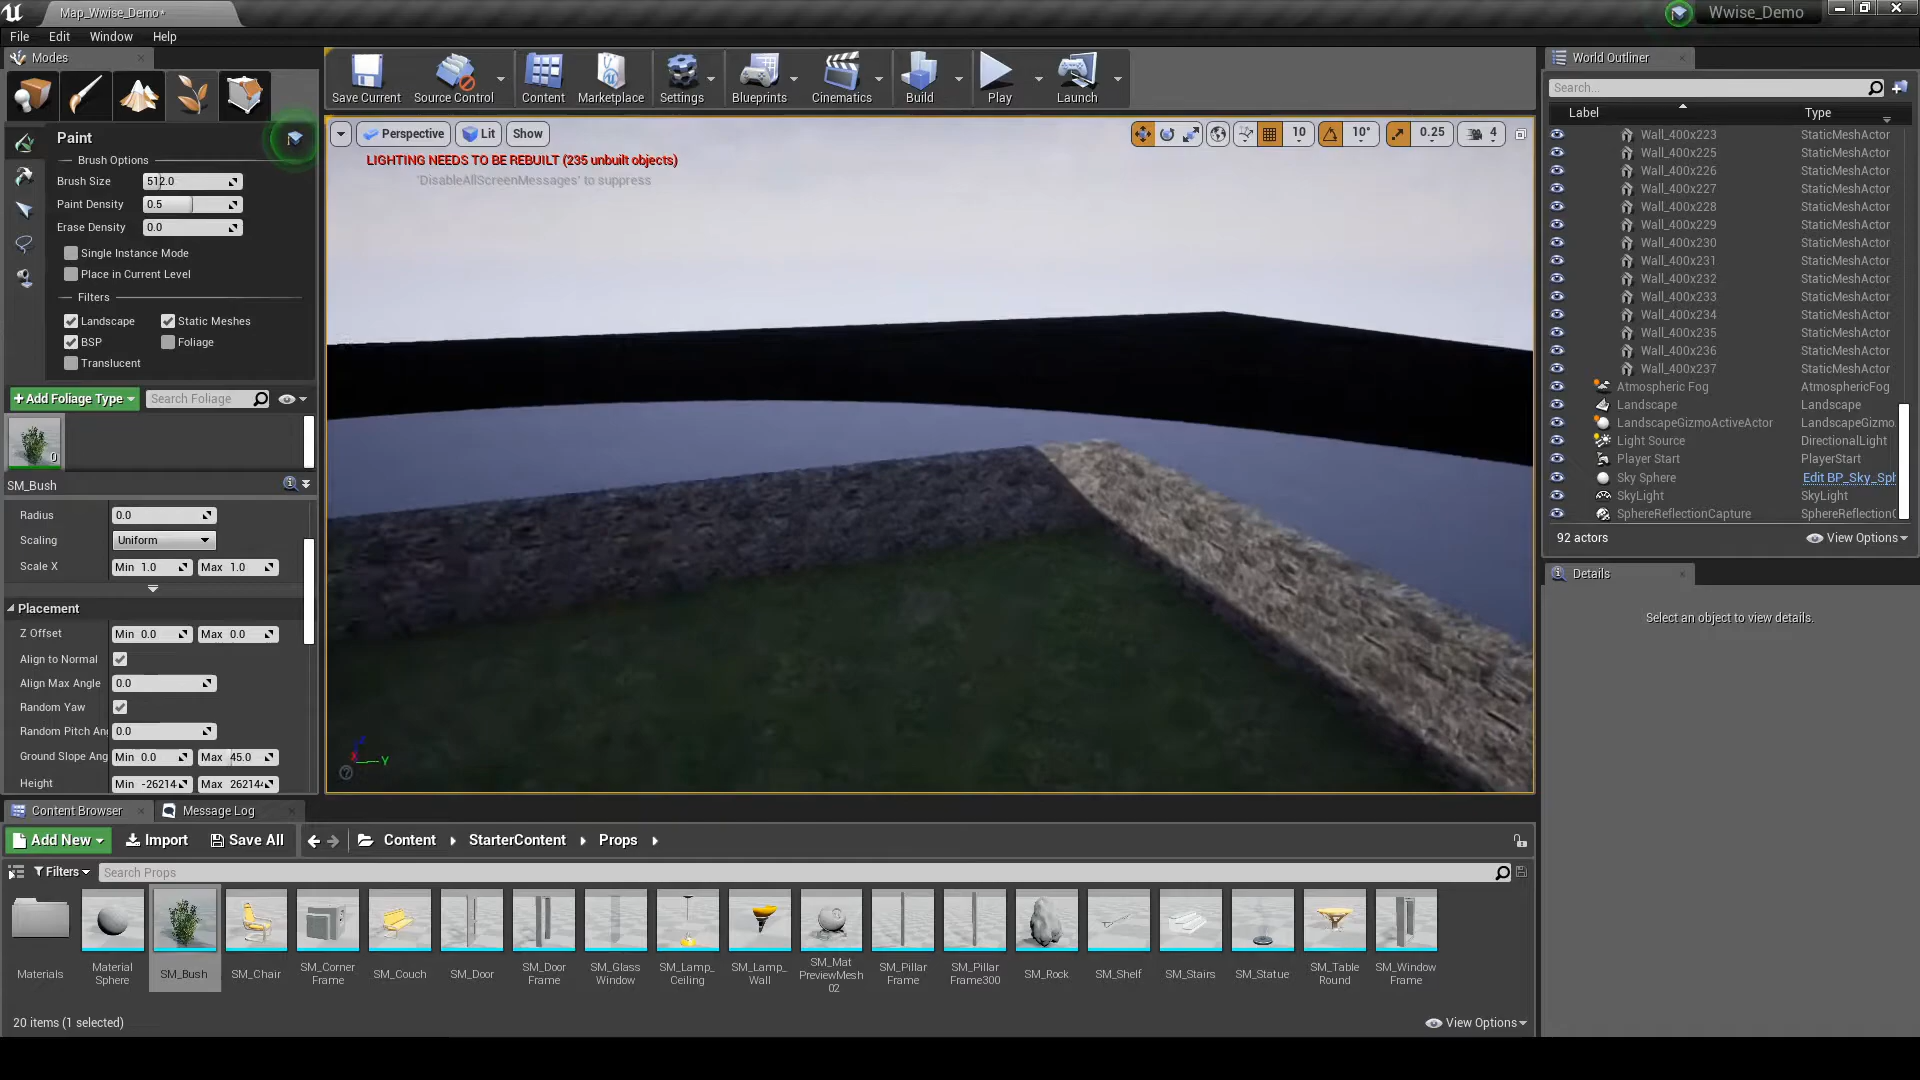 Map_Wwise_Demo*
Wwise_Demo
File Edit Window Help
Modes
Save Current Source Control Content Marketplace Settings Blueprints Cinematics Build Play Launch
Paint
Brush Options
Brush Size 512.0
Paint Density 0.5
Erase Density 0.0
Single Instance Mode
Place in Current Level
Filters
Landscape Static Meshes
BSP Foliage
Translucent
+Add Foliage Type Search Foliage
0
SM_Bush
Radius 0.0
Scaling Uniform
Scale X Min 1.0 Max 1.0
Placement
Z Offset Min 0.0 Max 0.0
Align to Normal
Align Max Angle 0.0
Random Yaw
Random Pitch An 0.0
Ground Slope Ang Min 0.0 Max 45.0
Height Min -26214 Max 26214
Perspective Lit Show
10 10° 0.25 4
LIGHTING NEEDS TO BE REBUILT (235 unbuilt objects)
'DisableAllScreenMessages' to suppress
Y
World Outliner
Search...
Label Type
Wall_400x223 StaticMeshActor
Wall_400x225 StaticMeshActor
Wall_400x226 StaticMeshActor
Wall_400x227 StaticMeshActor
Wall_400x228 StaticMeshActor
Wall_400x229 StaticMeshActor
Wall_400x230 StaticMeshActor
Wall_400x231 StaticMeshActor
Wall_400x232 StaticMeshActor
Wall_400x233 StaticMeshActor
Wall_400x234 StaticMeshActor
Wall_400x235 StaticMeshActor
Wall_400x236 StaticMeshActor
Wall_400x237 StaticMeshActor
Atmospheric Fog AtmosphericFog
Landscape Landscape
LandscapeGizmoActiveActor LandscapeGizmo
Light Source DirectionalLight
Player Start PlayerStart
Sky Sphere Edit BP_Sky_Sph
SkyLight SkyLight
SphereReflectionCapture SphereReflectionC
92 actors View Options
Details
Select an object to view details.
Content Browser Message Log
Add New Import Save All Content StarterContent Props
Filters Search Props
Materials
Material Sphere
SM_Bush
SM_Chair
SM_Corner Frame
SM_Couch
SM_Door
SM_Door Frame
SM_Glass Window
SM_Lamp_ Ceiling
SM_Lamp_ Wall
SM_Mat PreviewMesh 02
SM_Pillar Frame
SM_Pillar Frame300
SM_Rock
SM_Shelf
SM_Stairs
SM_Statue
SM_Table Round
SM_Window Frame
20 items (1 selected) View Options